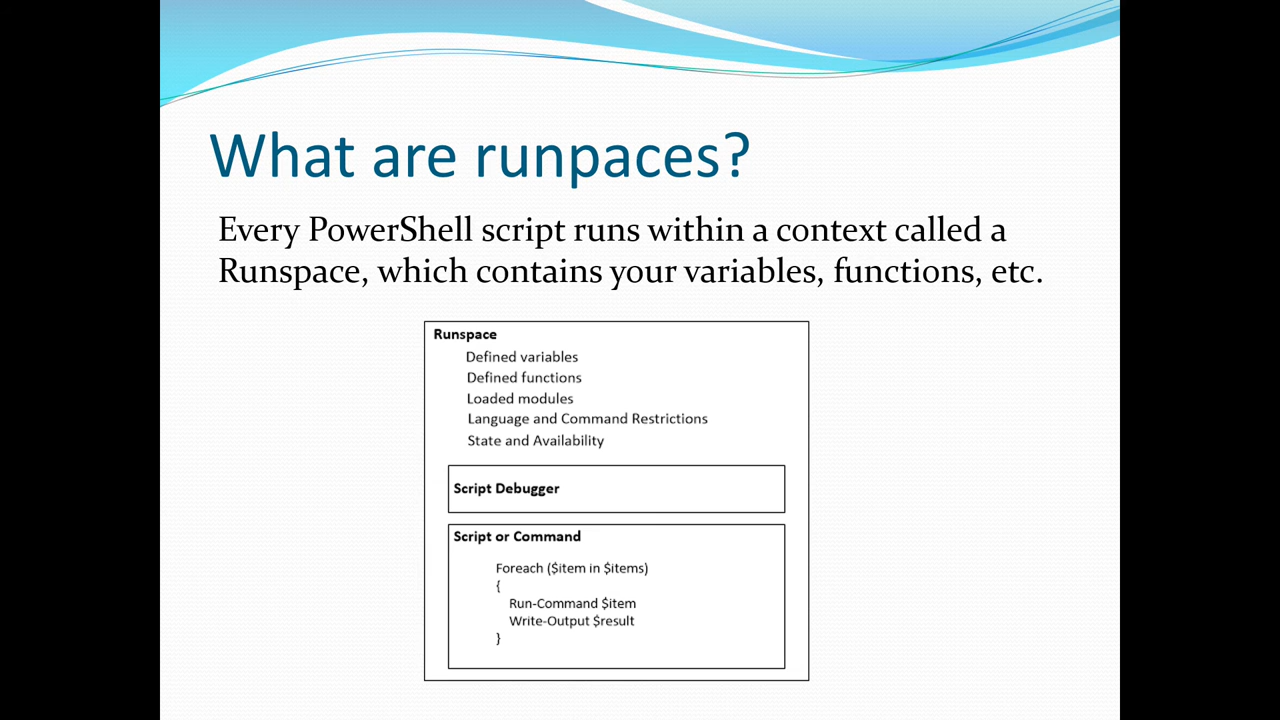 What are runpaces?
Every PowerShell script runs within a context called a
Runspace, which contains your variables, functions, etc.
Runspace
Defined variables
Defined functions
Loaded modules
Language and Command Restrictions
State and Availability
Script Debugger
Script or Command
Foreach ($item in $items)
{
Run-Command $item
Write-Output $result
}